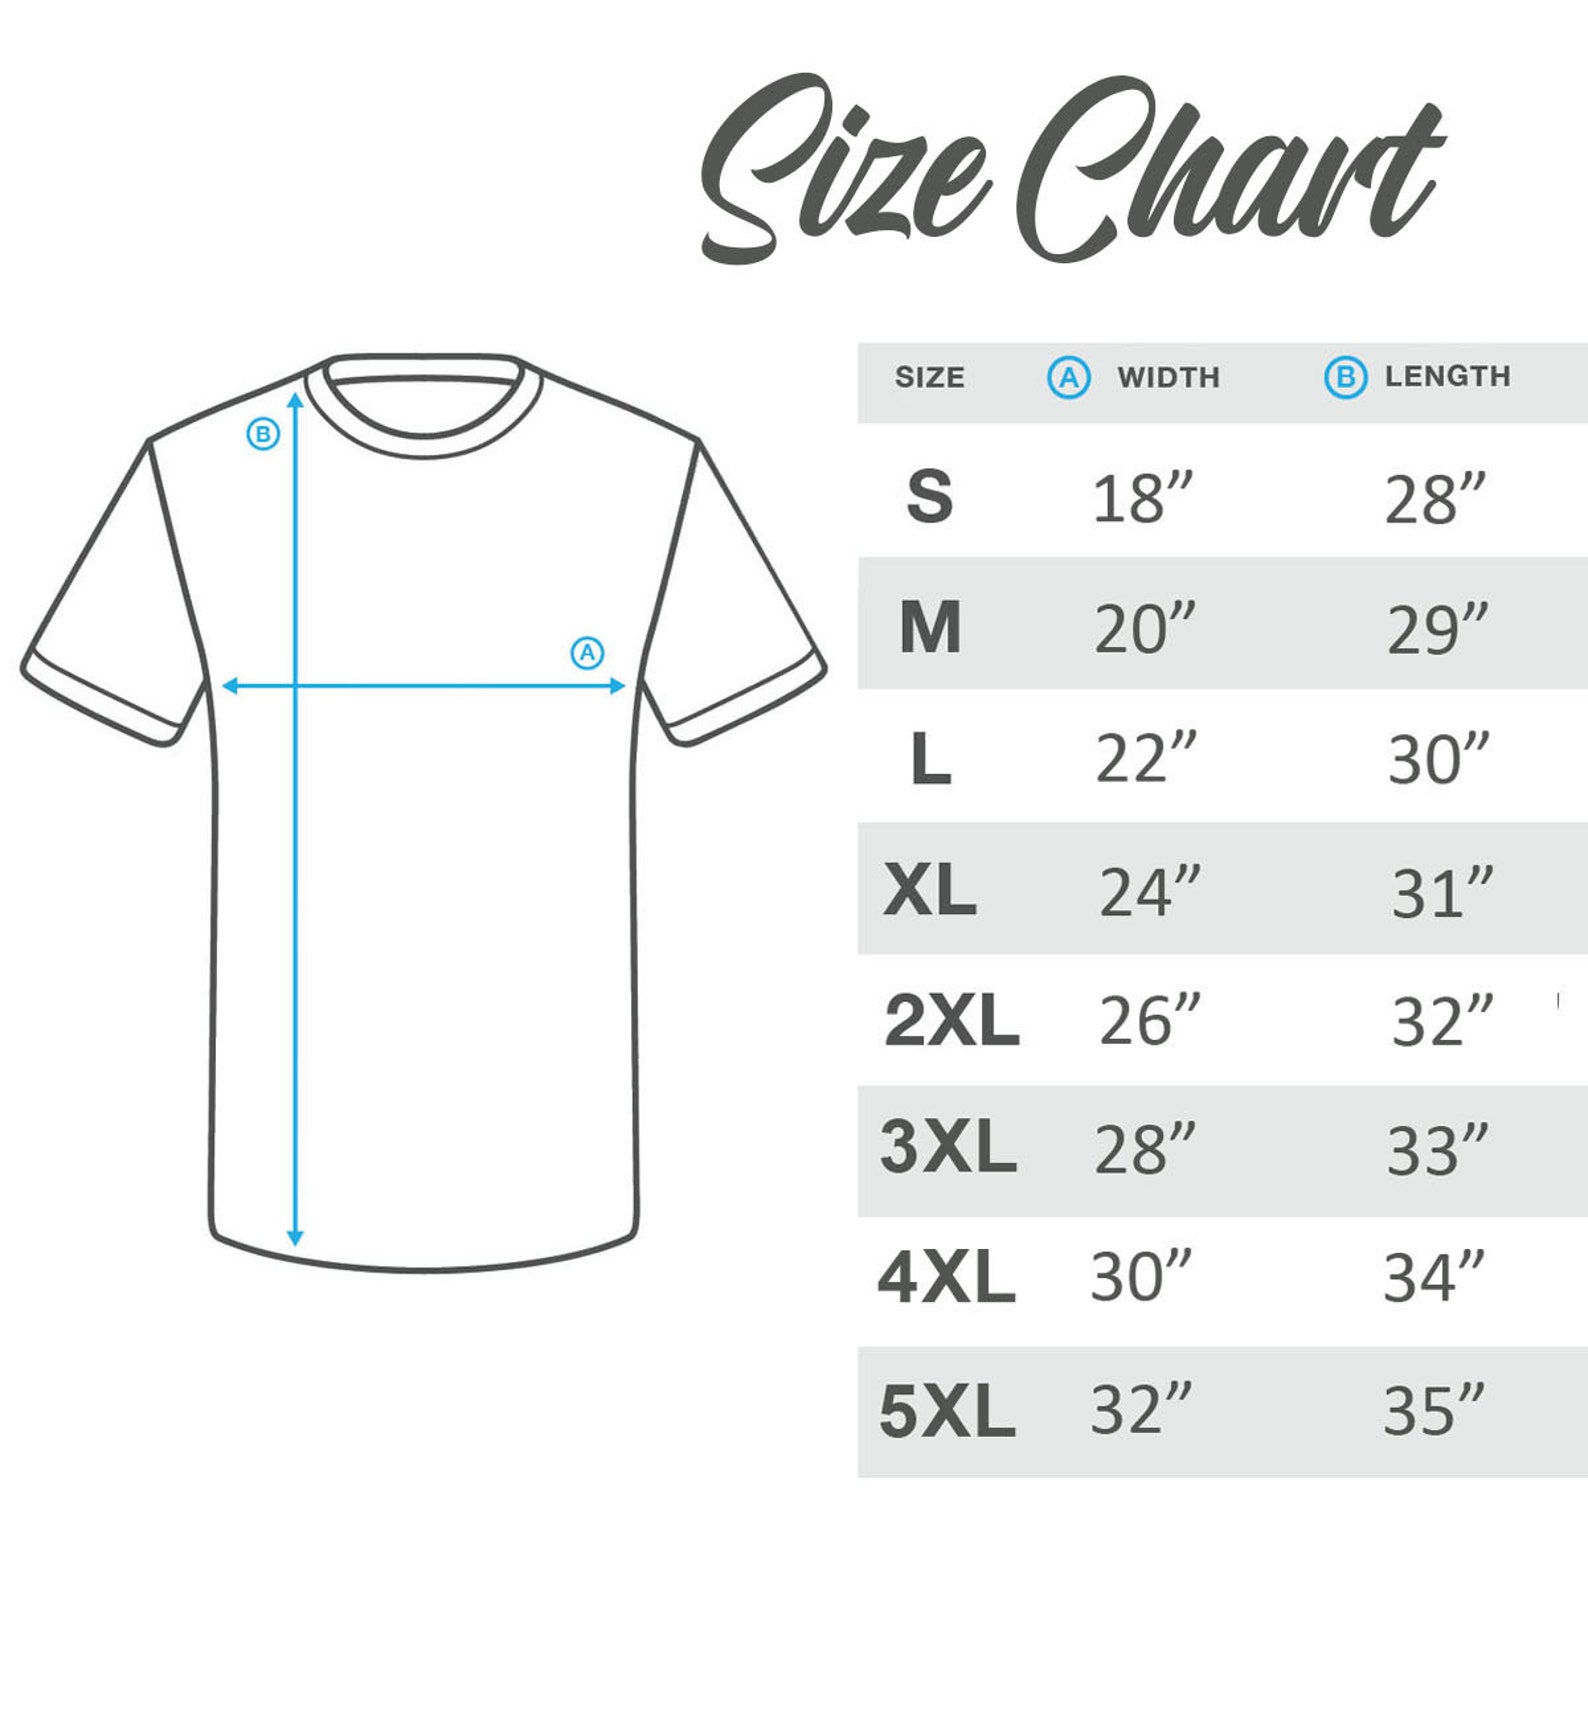 Size Chart
SIZE A WIDTH B LENGTH
B
S 18” 28”
M 20” 29”
A
L 22” 30”
XL 24” 31”
2XL 26” 32”
3XL 28” 33”
4XL 30” 34”
5XL 32” 35”